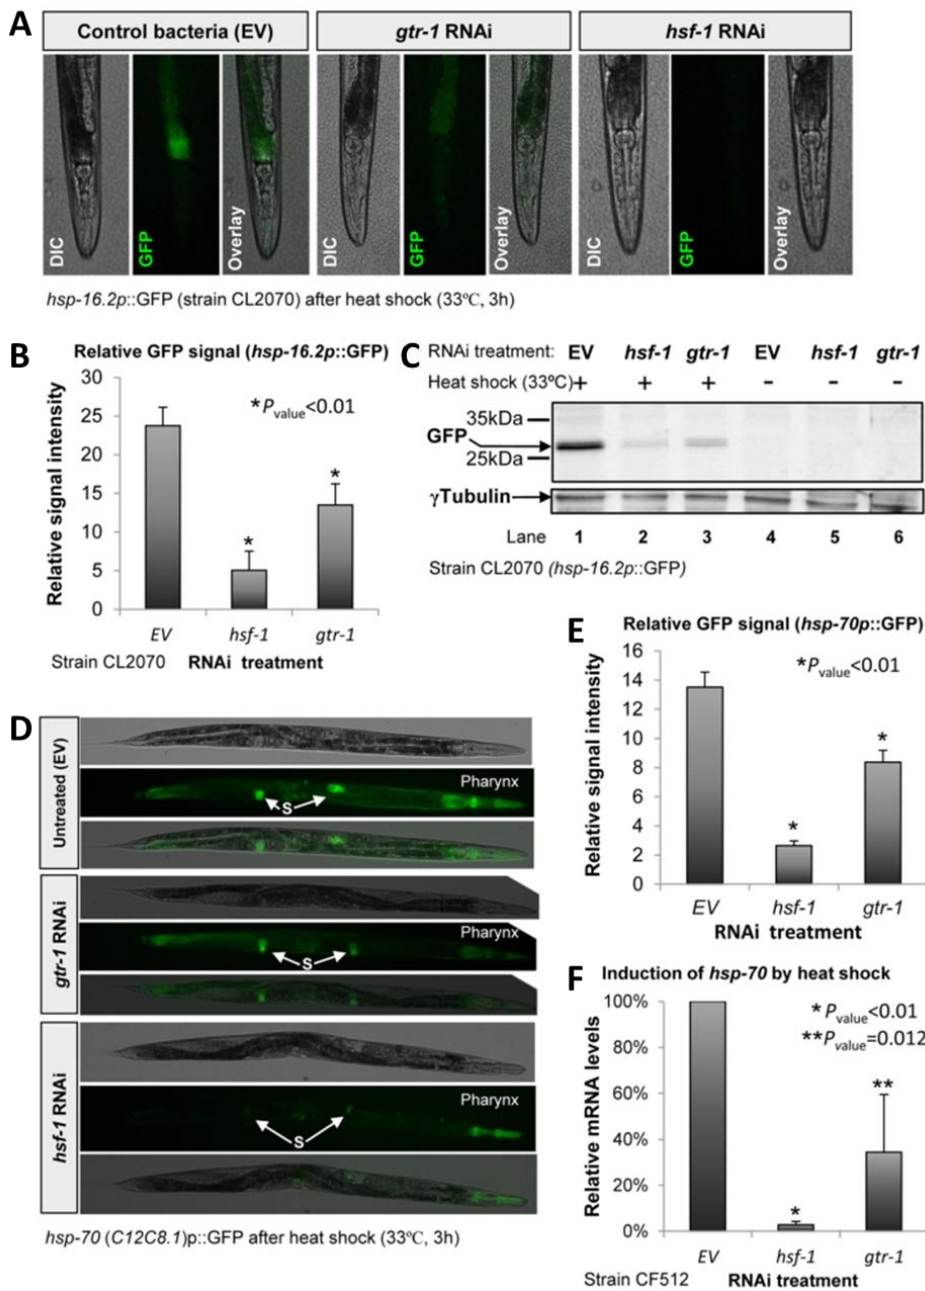 A
Control bacteria (EV)
gtr-1 RNAi
hsf-1 RNAi
DIC
GFP
Overlay
DIC
GFP
Overlay
DIC
GFP
Overlay
hsp-16.2p::GFP (strain CL2070) after heat shock (33℃, 3h)
B
Relative GFP signal (hsp-16.2p::GFP)
Relative signal intensity
30
25
20
15
10
5
0
*Pvalue<0.01
*
*
EV hsf-1 gtr-1
Strain CL2070 RNAi treatment
C
RNAi treatment: EV hsf-1 gtr-1 EV hsf-1 gtr-1
Heat shock (33ºC) + + + - - -
35kDa
GFP
25kDa
γTubulin
Lane 1 2 3 4 5 6
Strain CL2070 (hsp-16.2p::GFP)
D
Untreated (EV)
Pharynx
S
gtr-1 RNAi
Pharynx
S
hsf-1 RNAi
Pharynx
S
hsp-70 (C12C8.1)p::GFP after heat shock (33℃, 3h)
E
Relative GFP signal (hsp-70p::GFP)
Relative signal intensity
16
14
12
10
8
6
4
2
0
*Pvalue<0.01
*
*
EV hsf-1 gtr-1
RNAi treatment
F
Induction of hsp-70 by heat shock
Relative mRNA levels
100%
80%
60%
40%
20%
0%
*Pvalue<0.01
**Pvalue=0.012
*
**
EV hsf-1 gtr-1
Strain CF512 RNAi treatment